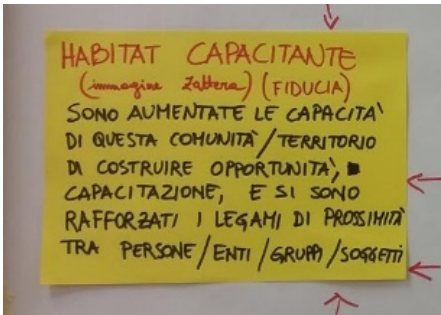 HABITAT CAPACITANTE
(immagine zattera) (FIDUCIA)
SONO AUMENTATE LE CAPACITÀ
DI QUESTA COMUNITÀ/TERRITORIO
DI COSTRUIRE OPPORTUNITÀ,
CAPACITAZIONE, E SI SONO
RAFFORZATI I LEGAMI DI PROSSIMITÀ
TRA PERSONE/ENTI/GRUPPI/SOGGETTI